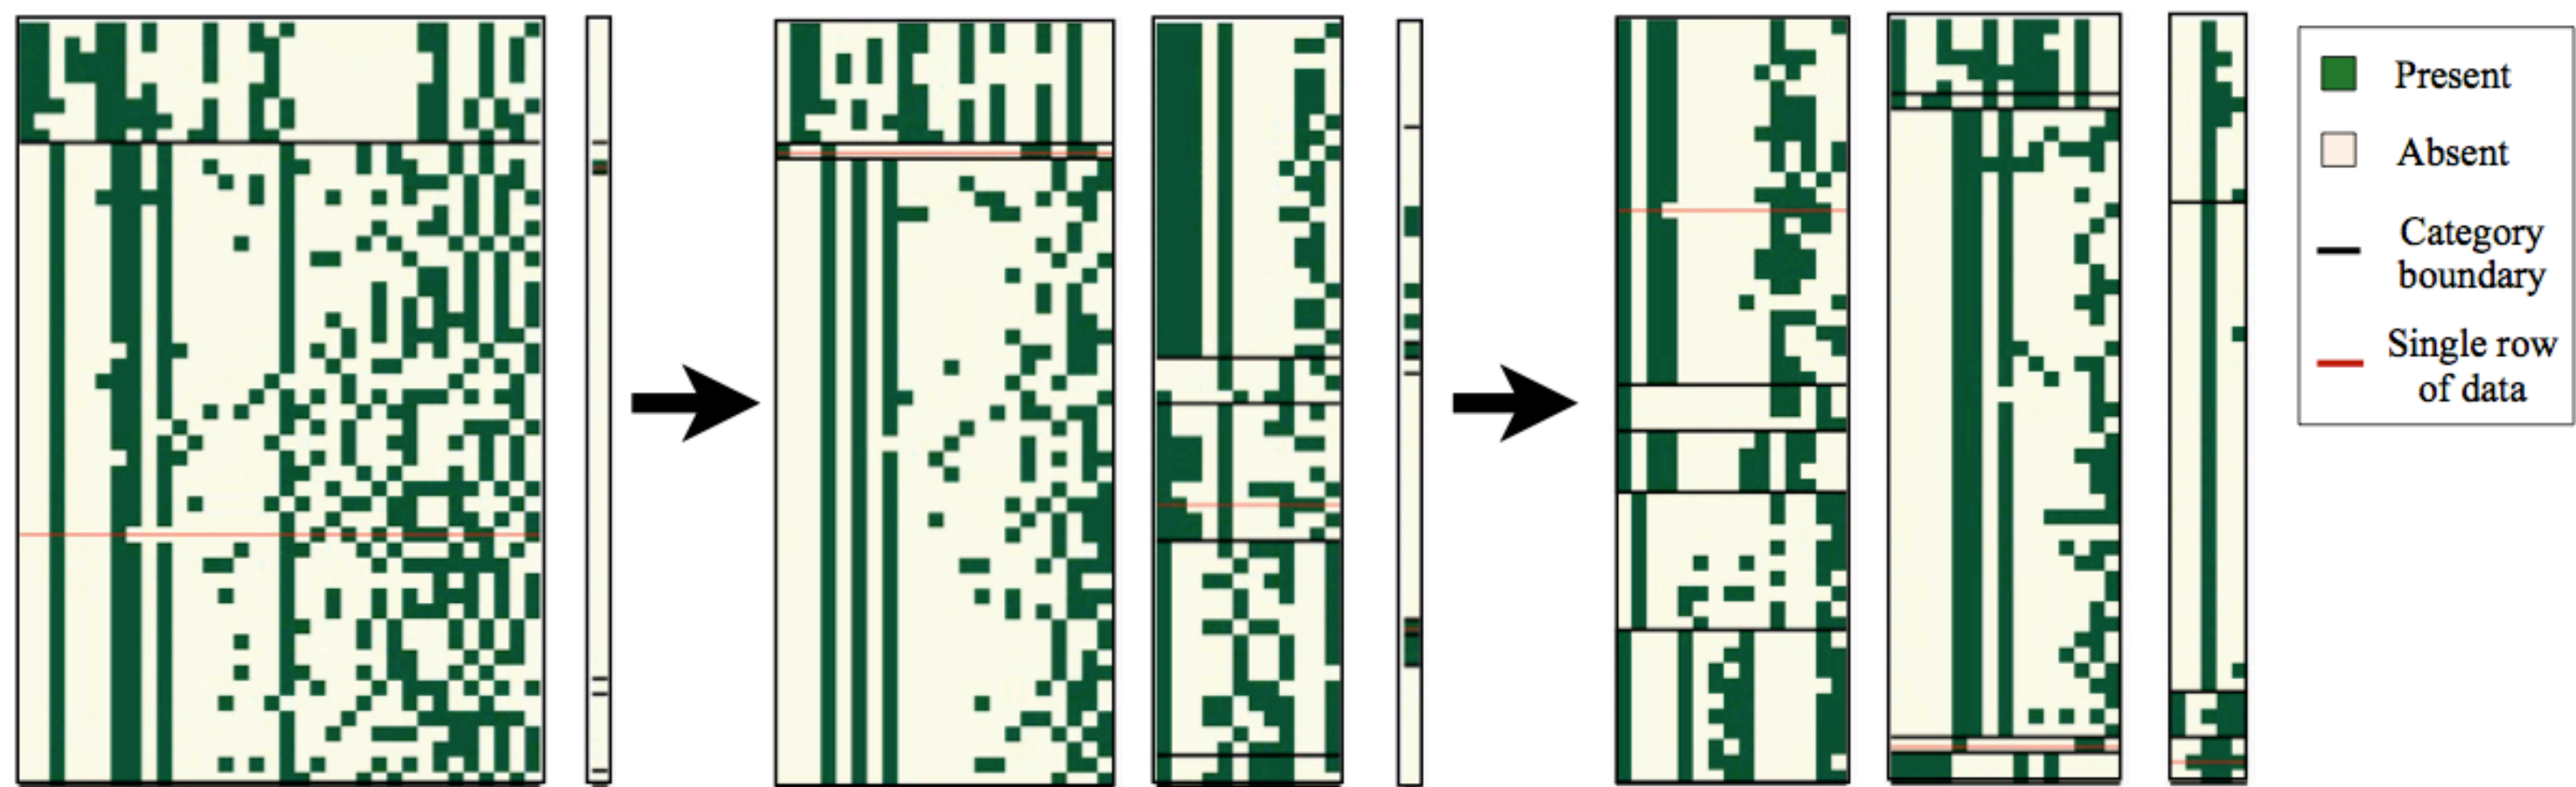 Present
Absent
Category
boundary
Single row
of data